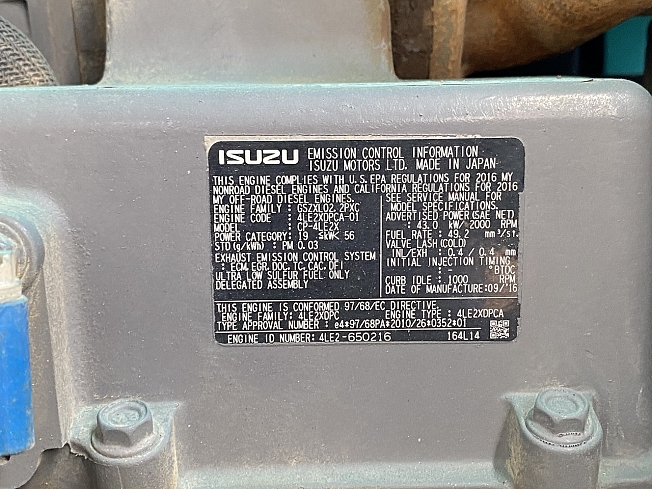 ISUZU EMISSION CONTROL INFORMATION
ISUZU MOTORS LTD. MADE IN JAPAN
THIS ENGINE COMPLIES WITH U.S.EPA REGULATIONS FOR 2016 MY
NONROAD DIESEL ENGINES AND CALIFORNIA REGULATIONS FOR 2016
MY OFF-ROAD DIESEL ENGINES.
ENGINE FAMILY : GSZXL02.2PXC
ENGINE CODE : 4LE2XDPCA-01
MODEL : CP-4LE2X
POWER CATEGORY: 19 ≤kW< 56
STD(g/kWh) : PM 0.03
EXHAUST EMISSION CONTROL SYSTEM
: ECM,EGR,DOC,TC,CAC,DFI
ULTRA LOW SULFUR FUEL ONLY
DELEGATED ASSEMBLY
SEE SERVICE MANUAL FOR
MODEL SPECIFICATIONS.
ADVERTISED POWER(SAE NET)
: 43.0 kW/ 2000 RPM
FUEL RATE : 49.2 mm³/st.
VALVE LASH(COLD)
INL/EXH : 0.4 / 0.4 mm
INITIAL INJECTION TIMING
: - °BTDC
CURB IDLE : 1000 RPM
DATE OF MANUFACTURE:09/'16
THIS ENGINE IS CONFORMED 97/68/EC DIRECTIVE
ENGINE FAMILY: 4LE2XDPC ENGINE TYPE : 4LE2XDPCA
TYPE APPROVAL NUMBER : e4*97/68PA*2010/26*0352*01
ENGINE ID NUMBER: 4LE2-650216 164L14